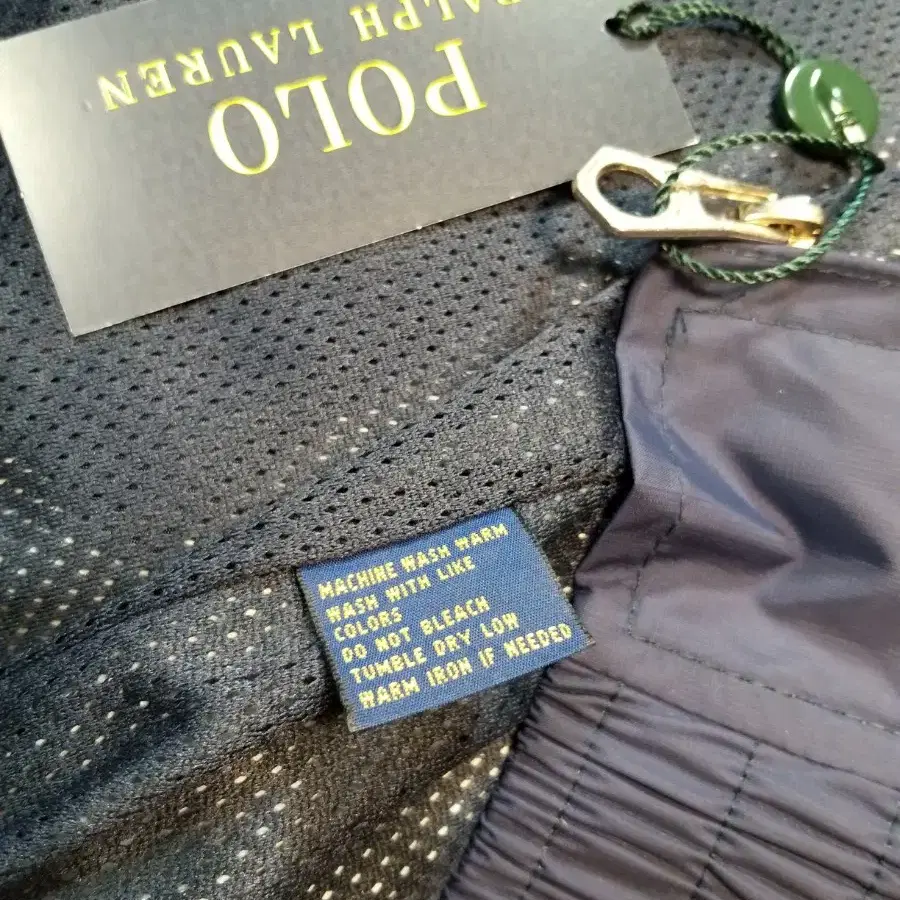 POLO
RALPH LAUREN
MACHINE WASH WARM
WASH WITH LIKE
COLORS
DO NOT BLEACH
TUMBLE DRY LOW
WARM IRON IF NEEDED